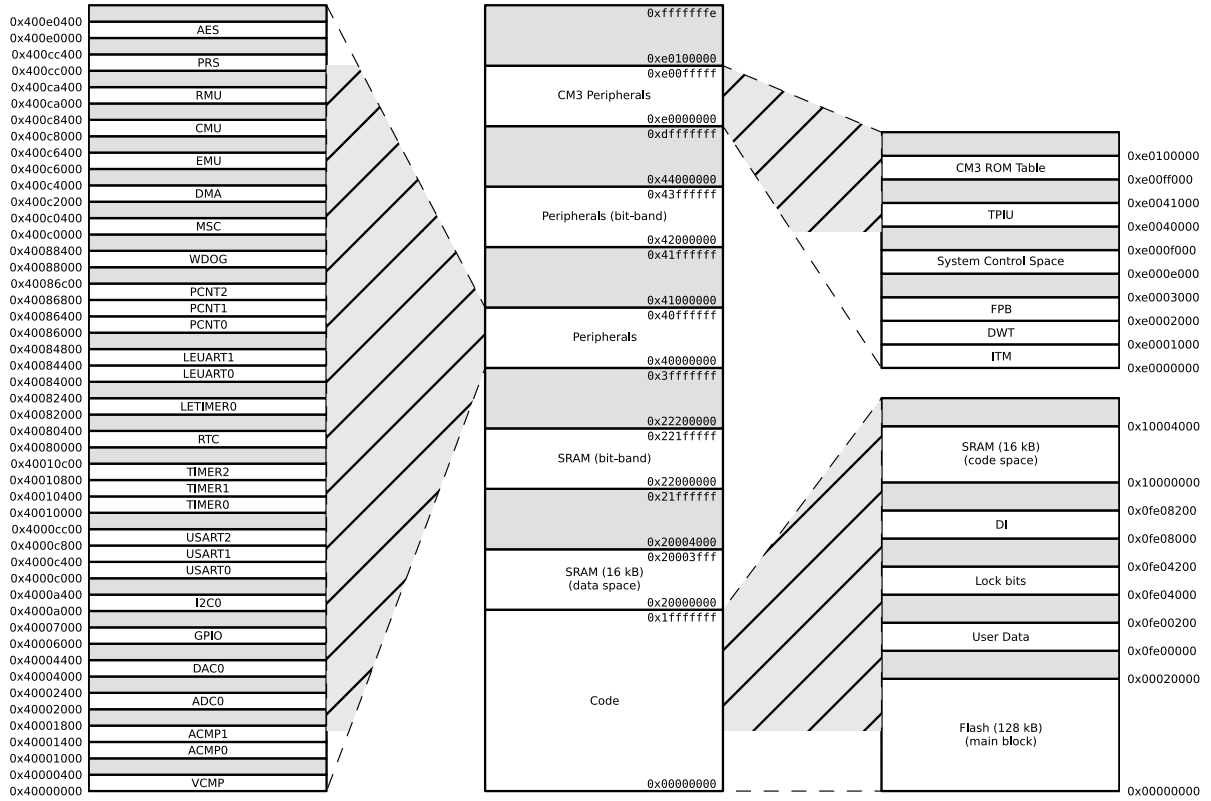 0x400e0400
AES
0x400e0000
0x400cc400
PRS
0x400cc000
0x400ca400
RMU
0x400ca000
0x400c8400
CMU
0x400c8000
0x400c6400
EMU
0x400c6000
0x400c4000
DMA
0x400c2000
0x400c0400
MSC
0x400c0000
0x40088400
WDOG
0x40088000
0x40086c00
PCNT2
0x40086800
PCNT1
0x40086400
PCNT0
0x40086000
0x40084800
LEUART1
0x40084400
LEUART0
0x40084000
0x40082400
LETIMER0
0x40082000
0x40080400
RTC
0x40080000
0x40010c00
TIMER2
0x40010800
TIMER1
0x40010400
TIMER0
0x40010000
0x4000cc00
USART2
0x4000c800
USART1
0x4000c400
USART0
0x4000c000
0x4000a400
I2C0
0x4000a000
0x40007000
GPIO
0x40006000
0x40004400
DAC0
0x40004000
0x40002400
ADC0
0x40002000
0x40001800
ACMP1
0x40001400
ACMP0
0x40001000
0x40000400
VCMP
0x40000000
0xfffffffe
0xe0100000
0xe00fffff
CM3 Peripherals
0xe0000000
0xdfffffff
0x44000000
0x43ffffff
Peripherals (bit-band)
0x42000000
0x41ffffff
0x41000000
0x40ffffff
Peripherals
0x40000000
0x3fffffff
0x22200000
0x221fffff
SRAM (bit-band)
0x22000000
0x21ffffff
0x20004000
0x20003fff
SRAM (16 kB)
(data space)
0x20000000
0x1fffffff
Code
0x00000000
0xe0100000
CM3 ROM Table
0xe00ff000
0xe0041000
TPIU
0xe0040000
0xe000f000
System Control Space
0xe000e000
0xe0003000
FPB
0xe0002000
DWT
0xe0001000
ITM
0xe0000000
0x10004000
SRAM (16 kB)
(code space)
0x10000000
0x0fe08200
DI
0x0fe08000
0x0fe04200
Lock bits
0x0fe04000
0x0fe00200
User Data
0x0fe00000
0x00020000
Flash (128 kB)
(main block)
0x00000000